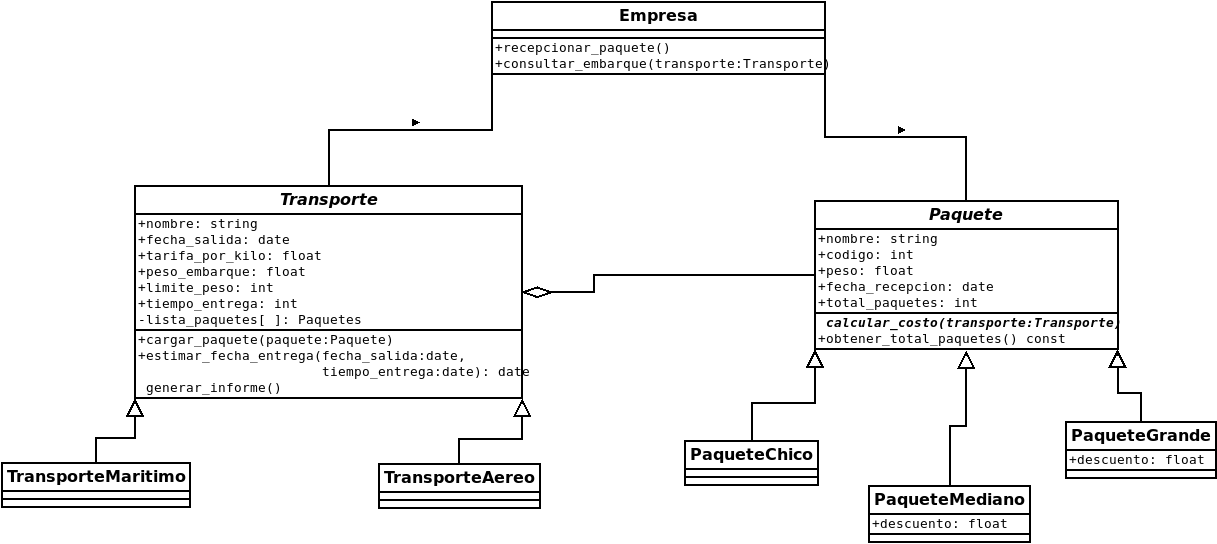 Empresa
+recepcionar_paquete()
+consultar_embarque(transporte:Transporte)
Transporte
+nombre: string
+fecha_salida: date
+tarifa_por_kilo: float
+peso_embarque: float
+limite_peso: int
+tiempo_entrega: int
-lista_paquetes[ ]: Paquetes
+cargar_paquete(paquete:Paquete)
+estimar_fecha_entrega(fecha_salida:date,
tiempo_entrega:date): date
generar_informe()
Paquete
+nombre: string
+codigo: int
+peso: float
+fecha_recepcion: date
+total_paquetes: int
calcular_costo(transporte:Transporte)
+obtener_total_paquetes() const
TransporteMaritimo
TransporteAereo
PaqueteChico
PaqueteMediano
+descuento: float
PaqueteGrande
+descuento: float